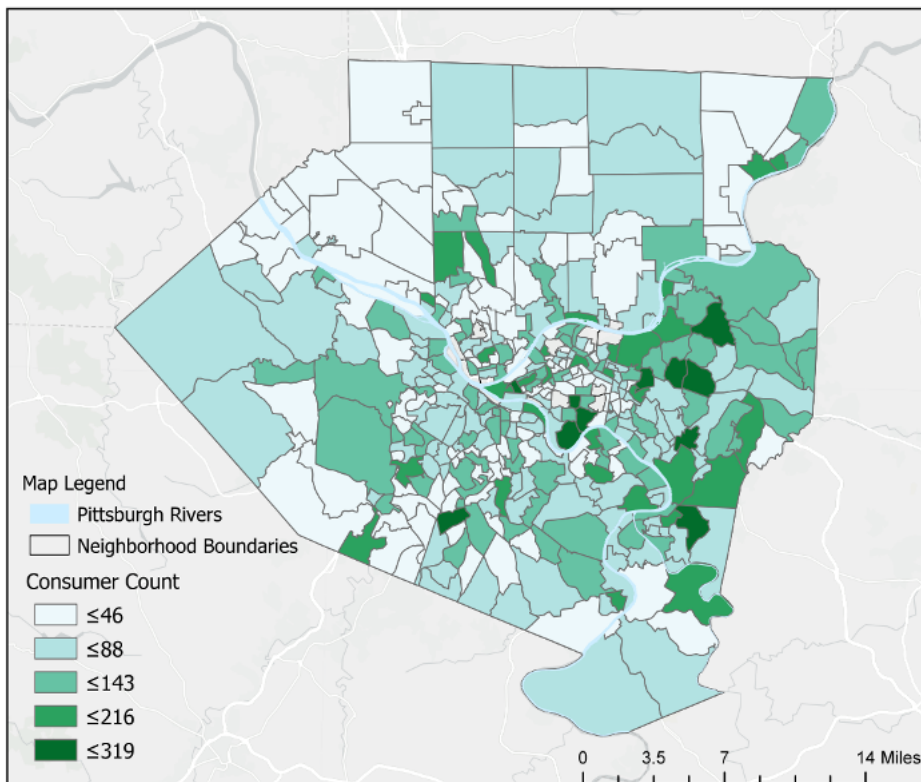 Map Legend
Pittsburgh Rivers
Neighborhood Boundaries
Consumer Count
≤46
≤88
≤143
≤216
≤319
0 3.5 7 14 Miles